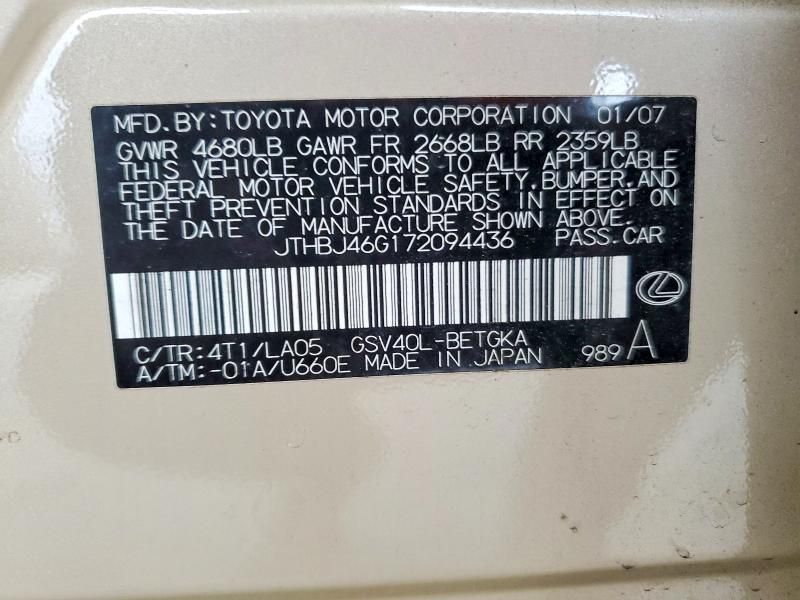 MFD. BY: TOYOTA MOTOR CORPORATION 01/07
GVWR 4680LB GAWR FR 2668LB RR 2359LB
THIS VEHICLE CONFORMS TO ALL APPLICABLE
FEDERAL MOTOR VEHICLE SAFETY, BUMPER, AND
THEFT PREVENTION STANDARDS IN EFFECT ON
THE DATE OF MANUFACTURE SHOWN ABOVE.
JTHBJ46G172094436 PASS. CAR
C/TR: 4T1/LA05 GSV40L-BETGKA
A/TM: -01A/U660E MADE IN JAPAN 989 A